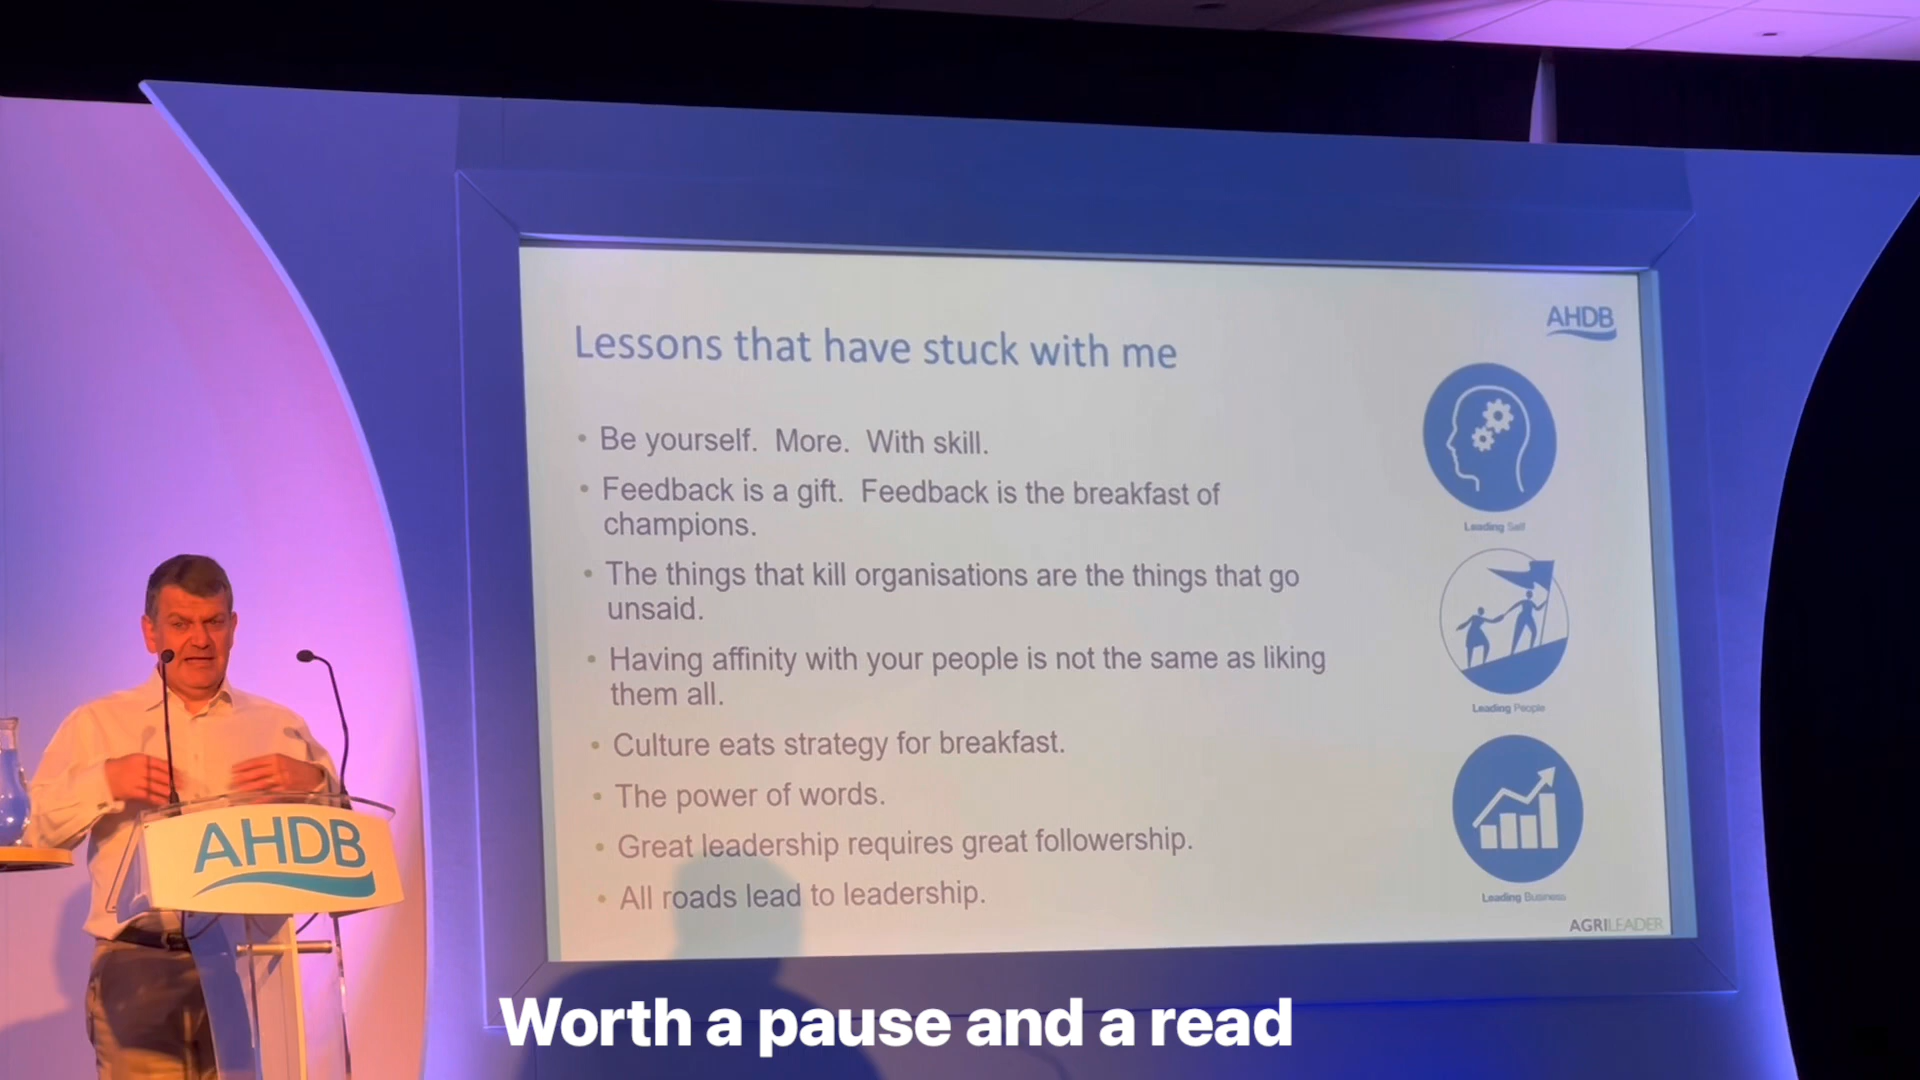 AHDB
Lessons that have stuck with me
• Be yourself.  More.  With skill.
• Feedback is a gift.  Feedback is the breakfast of
champions.
• The things that kill organisations are the things that go
unsaid.
• Having affinity with your people is not the same as liking
them all.
• Culture eats strategy for breakfast.
• The power of words.
• Great leadership requires great followership.
• All roads lead to leadership.
Leading Self
Leading People
Leading Business
AGRILEADER
AHDB
Worth a pause and a read